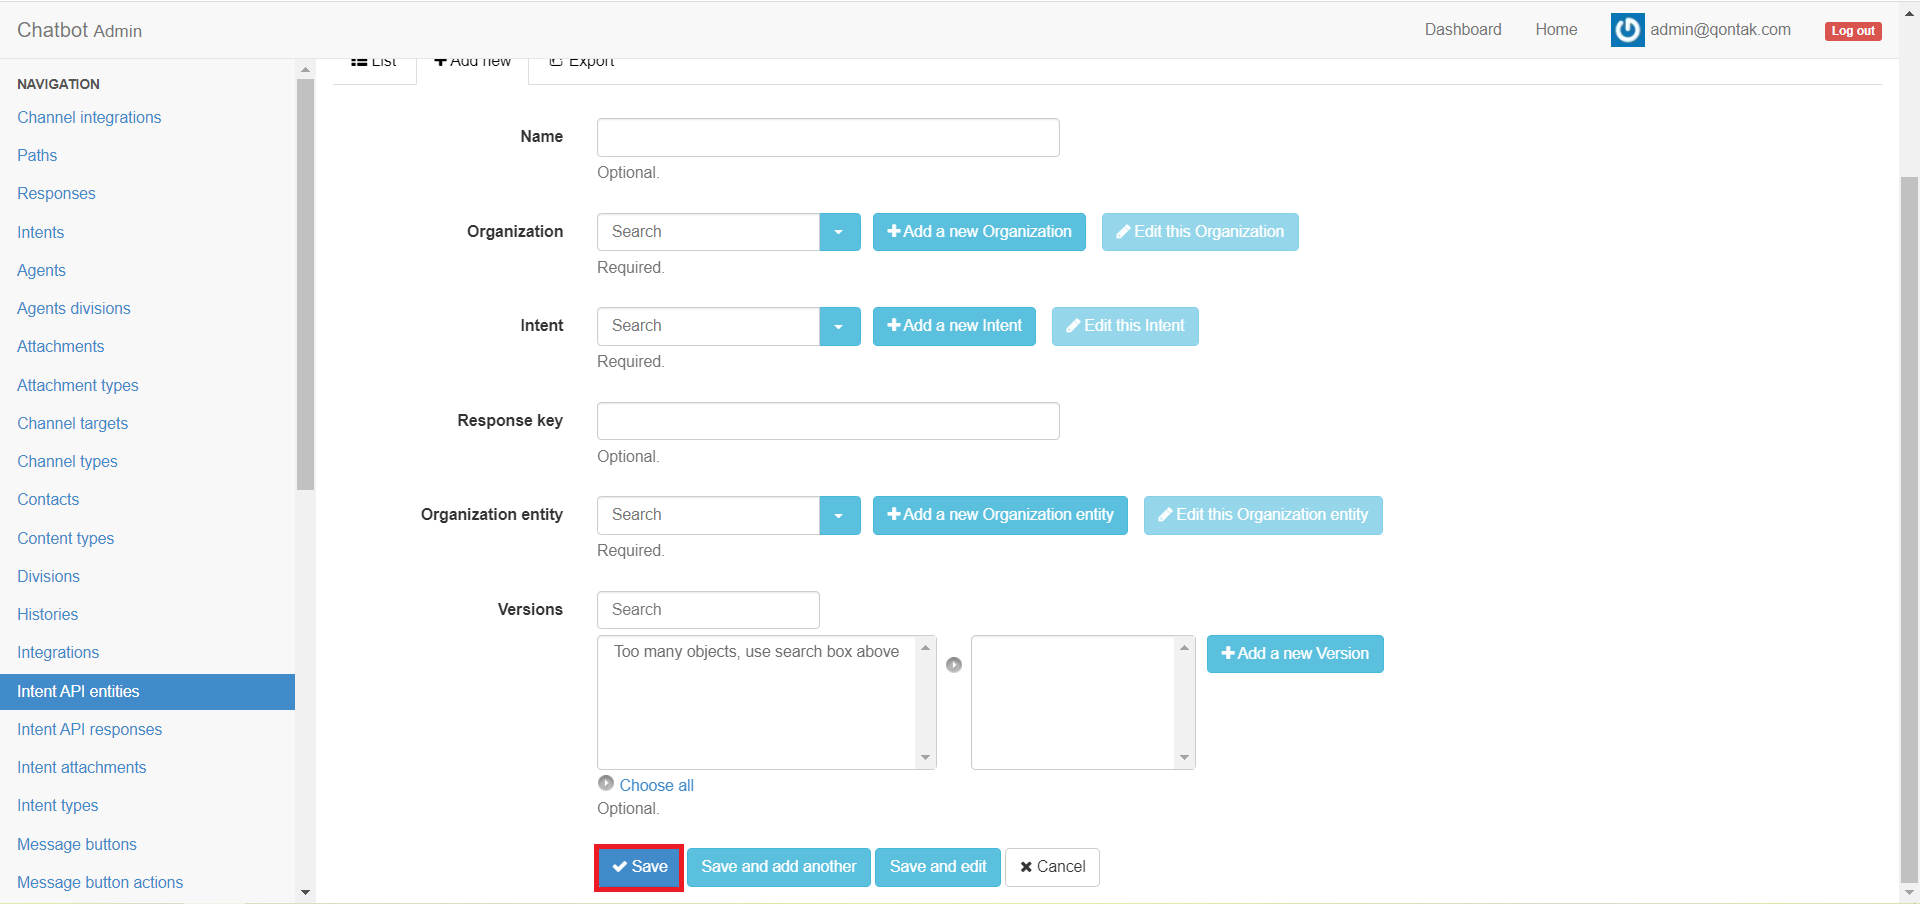 Chatbot Admin
Dashboard
Home
admin@qontak.com
Log out
NAVIGATION
Channel integrations
Paths
Responses
Intents
Agents
Agents divisions
Attachments
Attachment types
Channel targets
Channel types
Contacts
Content types
Divisions
Histories
Integrations
Intent API entities
Intent API responses
Intent attachments
Intent types
Message buttons
Message button actions
List
Add new
Export
Name
Optional.
Organization
Search
Add a new Organization
Edit this Organization
Required.
Intent
Search
Add a new Intent
Edit this Intent
Required.
Response key
Optional.
Organization entity
Search
Add a new Organization entity
Edit this Organization entity
Required.
Versions
Search
Too many objects, use search box above
Add a new Version
Choose all
Optional.
Save
Save and add another
Save and edit
Cancel